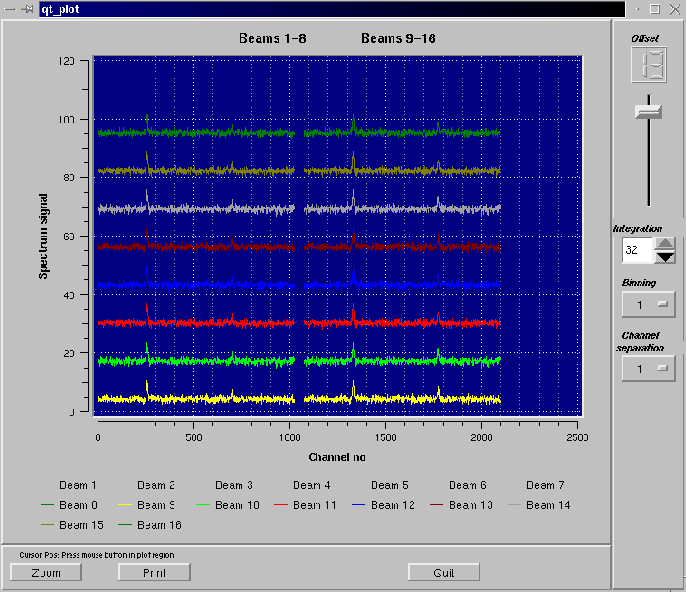 qt_plot
Beams 1-8 Beams 9-16
Offset
13
120
100
80
60
40
20
0
Spectrum signal
0 500 1000 1500 2000 2500
Channel no
Integration
32
Binning
1
Channel
separation
1
Beam 1 Beam 2 Beam 3 Beam 4 Beam 5 Beam 6 Beam 7
Beam 8 Beam 9 Beam 10 Beam 11 Beam 12 Beam 13 Beam 14
Beam 15 Beam 16
Cursor Pos: Press mouse button in plot region
Zoom Print Quit